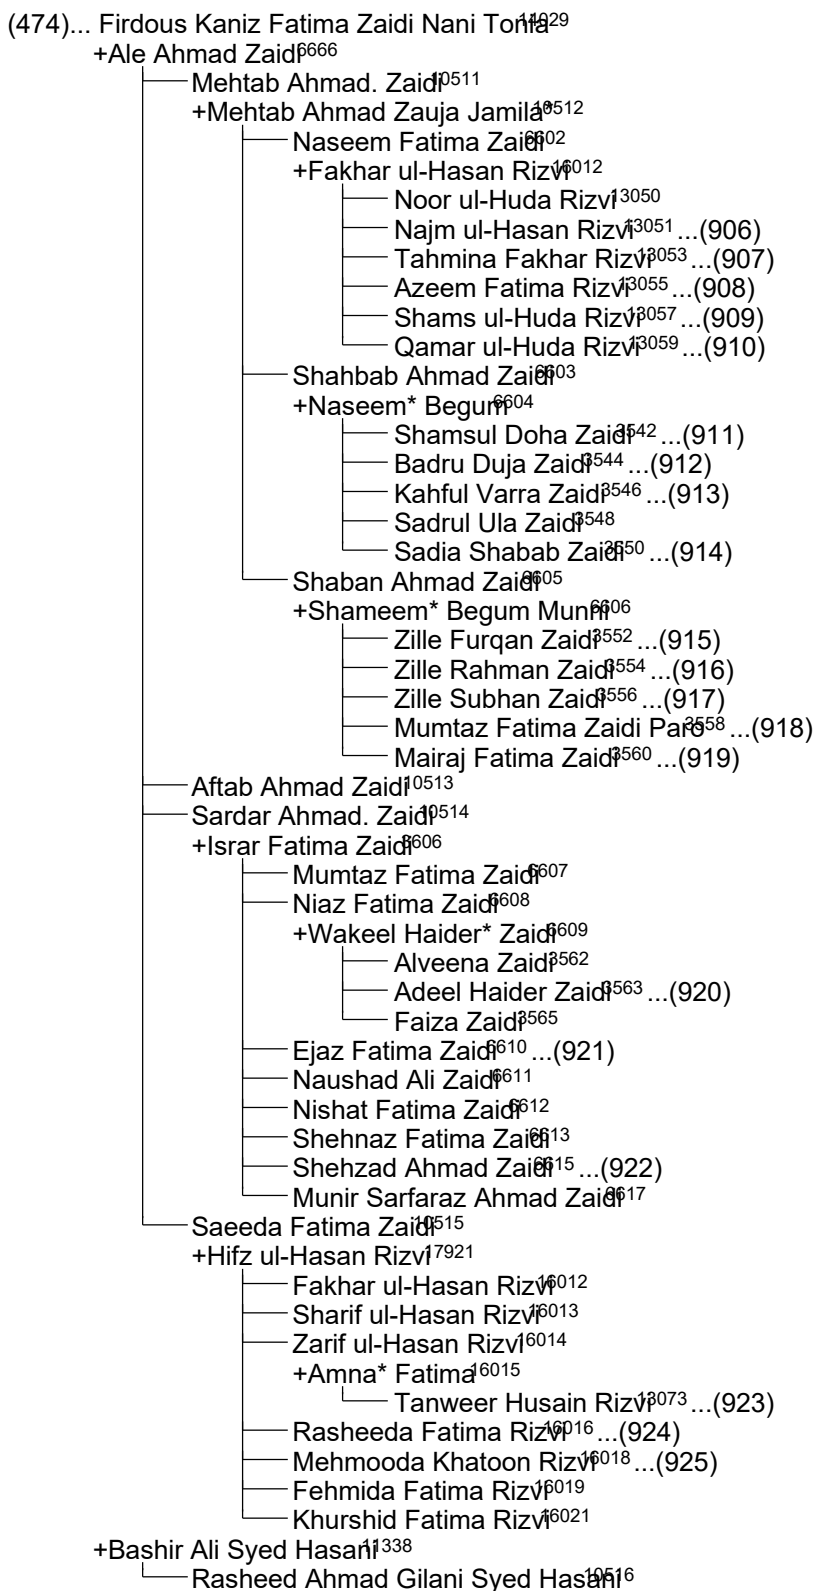 (474)... Firdous Kaniz Fatima Zaidi Nani Tonla14029
+Ale Ahmad Zaidi6666
Mehtab Ahmad. Zaidi10511
+Mehtab Ahmad Zauja Jamila*10512
Naseem Fatima Zaidi6602
+Fakhar ul-Hasan Rizvi16012
Noor ul-Huda Rizvi13050
Najm ul-Hasan Rizvi13051 ...(906)
Tahmina Fakhar Rizvi13053 ...(907)
Azeem Fatima Rizvi13055 ...(908)
Shams ul-Huda Rizvi13057 ...(909)
Qamar ul-Huda Rizvi13059 ...(910)
Shahbab Ahmad Zaidi6603
+Naseem* Begum6604
Shamsul Doha Zaidi3542 ...(911)
Badru Duja Zaidi3544 ...(912)
Kahful Varra Zaidi3546 ...(913)
Sadrul Ula Zaidi3548
Sadia Shabab Zaidi3550 ...(914)
Shaban Ahmad Zaidi6605
+Shameem* Begum Munni6606
Zille Furqan Zaidi3552 ...(915)
Zille Rahman Zaidi3554 ...(916)
Zille Subhan Zaidi3556 ...(917)
Mumtaz Fatima Zaidi Paro3558 ...(918)
Mairaj Fatima Zaidi3560 ...(919)
Aftab Ahmad Zaidi10513
Sardar Ahmad. Zaidi10514
+Israr Fatima Zaidi3606
Mumtaz Fatima Zaidi6607
Niaz Fatima Zaidi6608
+Wakeel Haider* Zaidi6609
Alveena Zaidi3562
Adeel Haider Zaidi3563 ...(920)
Faiza Zaidi3565
Ejaz Fatima Zaidi6610 ...(921)
Naushad Ali Zaidi6611
Nishat Fatima Zaidi6612
Shehnaz Fatima Zaidi6613
Shehzad Ahmad Zaidi6615 ...(922)
Munir Sarfaraz Ahmad Zaidi6617
Saeeda Fatima Zaidi10515
+Hifz ul-Hasan Rizvi17921
Fakhar ul-Hasan Rizvi16012
Sharif ul-Hasan Rizvi16013
Zarif ul-Hasan Rizvi16014
+Amna* Fatima16015
Tanweer Husain Rizvi13073 ...(923)
Rasheeda Fatima Rizvi16016 ...(924)
Mehmooda Khatoon Rizvi16018 ...(925)
Fehmida Fatima Rizvi16019
Khurshid Fatima Rizvi16021
+Bashir Ali Syed Hasani11338
Rasheed Ahmad Gilani Syed Hasani10516